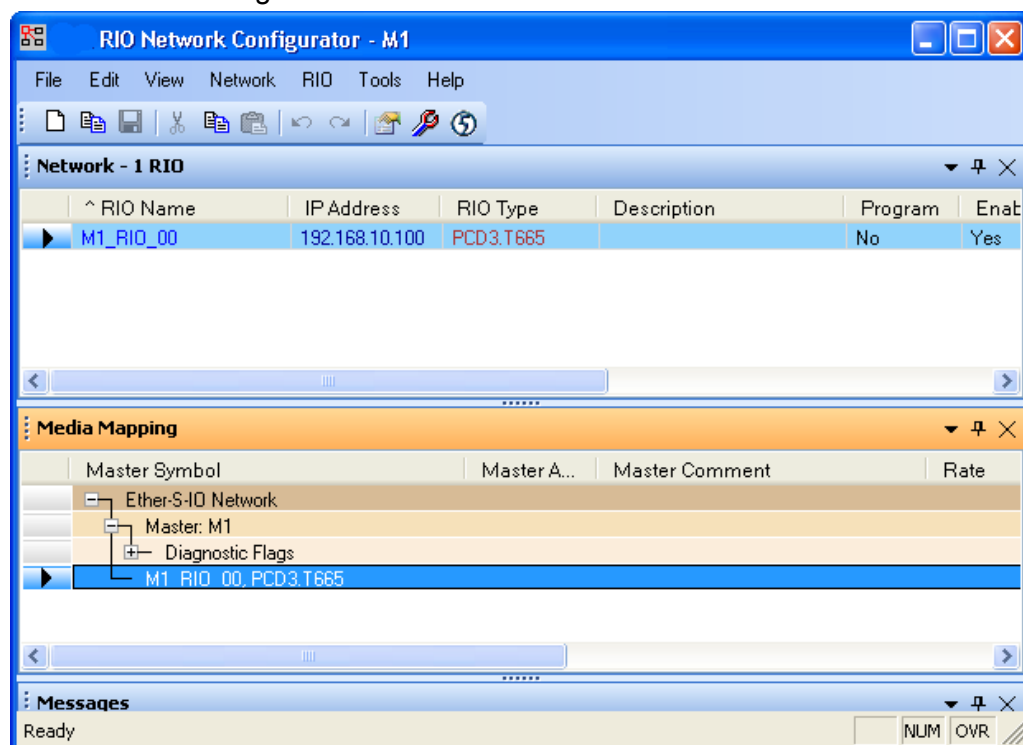 RIO Network Configurator - M1
File Edit View Network RIO Tools Help
Network - 1 RIO
^ RIO Name IP Address RIO Type Description Program Enab
M1_RIO_00 192.168.10.100 PCD3.T665 No Yes
Media Mapping
Master Symbol Master A... Master Comment Rate
Ether-S-IO Network
Master: M1
Diagnostic Flags
M1_RIO_00, PCD3.T665
Messages
Ready NUM OVR